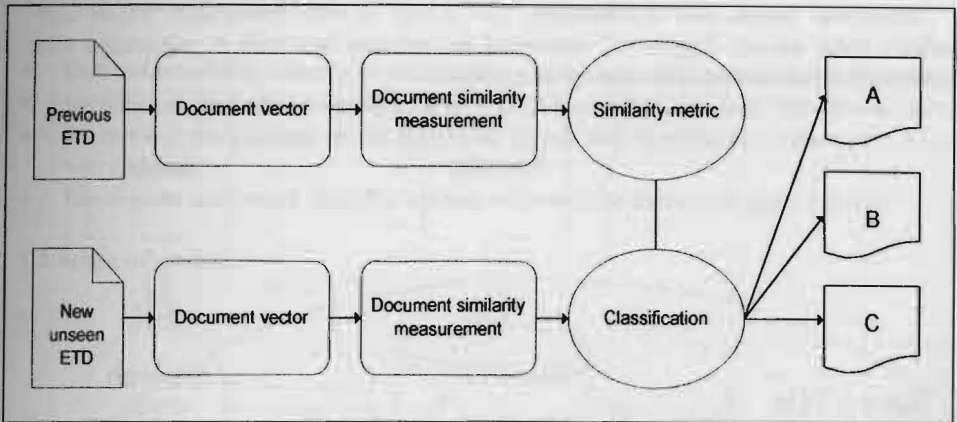 Previous
ETD
Document vector
Document similarity
measurement
Similarity metric
A
B
New
unseen
ETD
Document vector
Document similarity
measurement
Classification
C